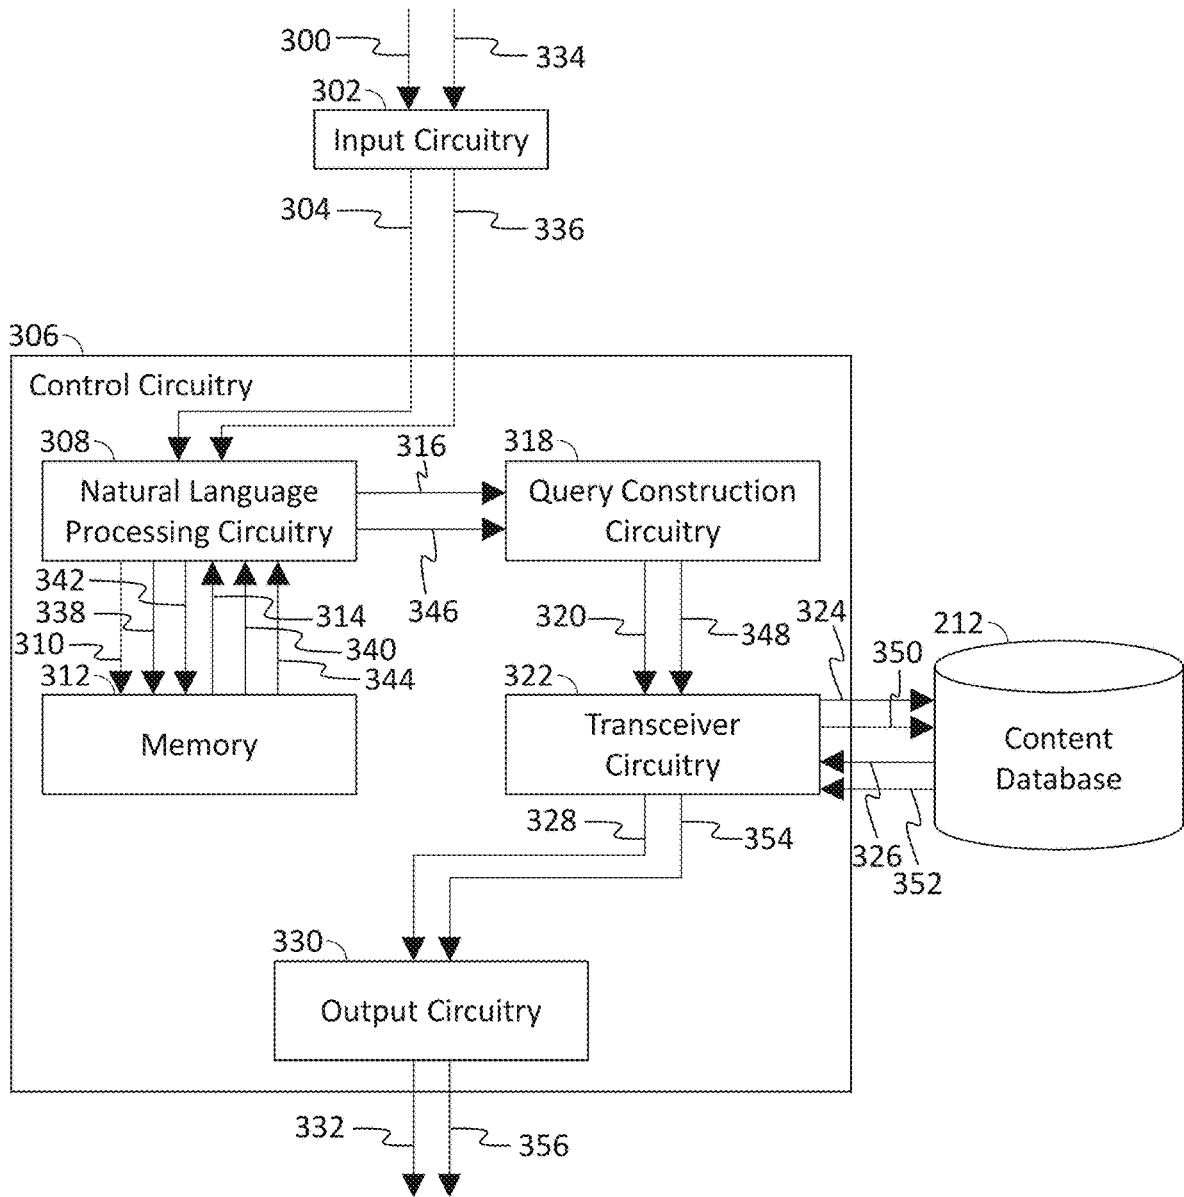 300
334
302
Input Circuitry
304
336
306
Control Circuitry
308
316
318
Natural Language
Processing Circuitry
Query Construction
Circuitry
342
338
310
314
340
344
346
320
348
324
350
212
312
Memory
322
Transceiver
Circuitry
Content
Database
328
354
326
352
330
Output Circuitry
332
356